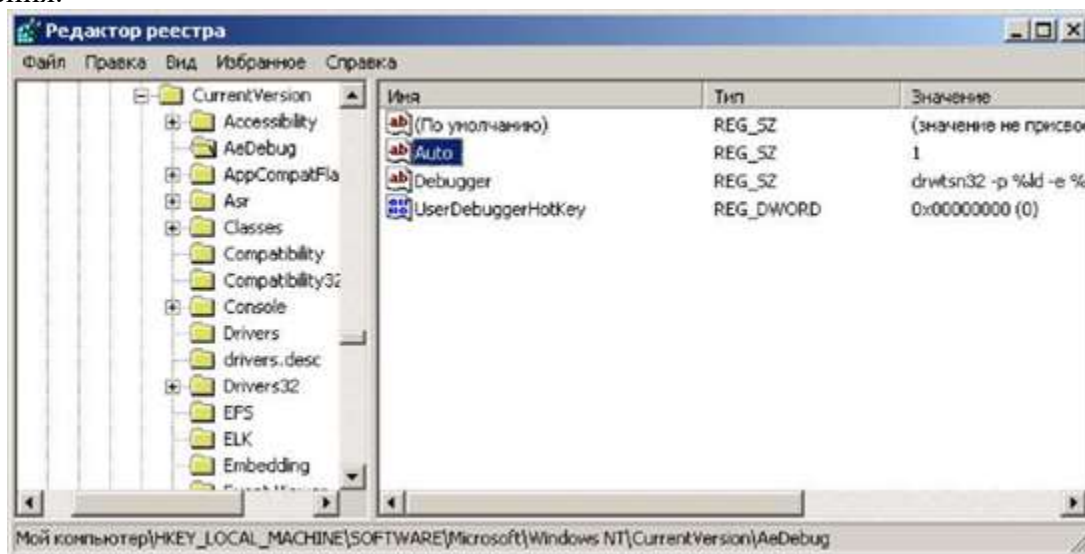 ения.
Редактор реестра
Файл Правка Вид Избранное Справка
CurrentVersion
Accessibility
AeDebug
AppCompatFla
Asr
Classes
Compatibility
Compatibility32
Console
Drivers
drivers.desc
Drivers32
EFS
ELK
Embedding
Имя Тип Значение
(По умолчанию) REG_SZ (значение не присво
Auto REG_SZ 1
Debugger REG_SZ drwtsn32 -p %ld -e %
UserDebuggerHotKey REG_DWORD 0x00000000 (0)
Мой компьютер\HKEY_LOCAL_MACHINE\SOFTWARE\Microsoft\Windows NT\CurrentVersion\AeDebug